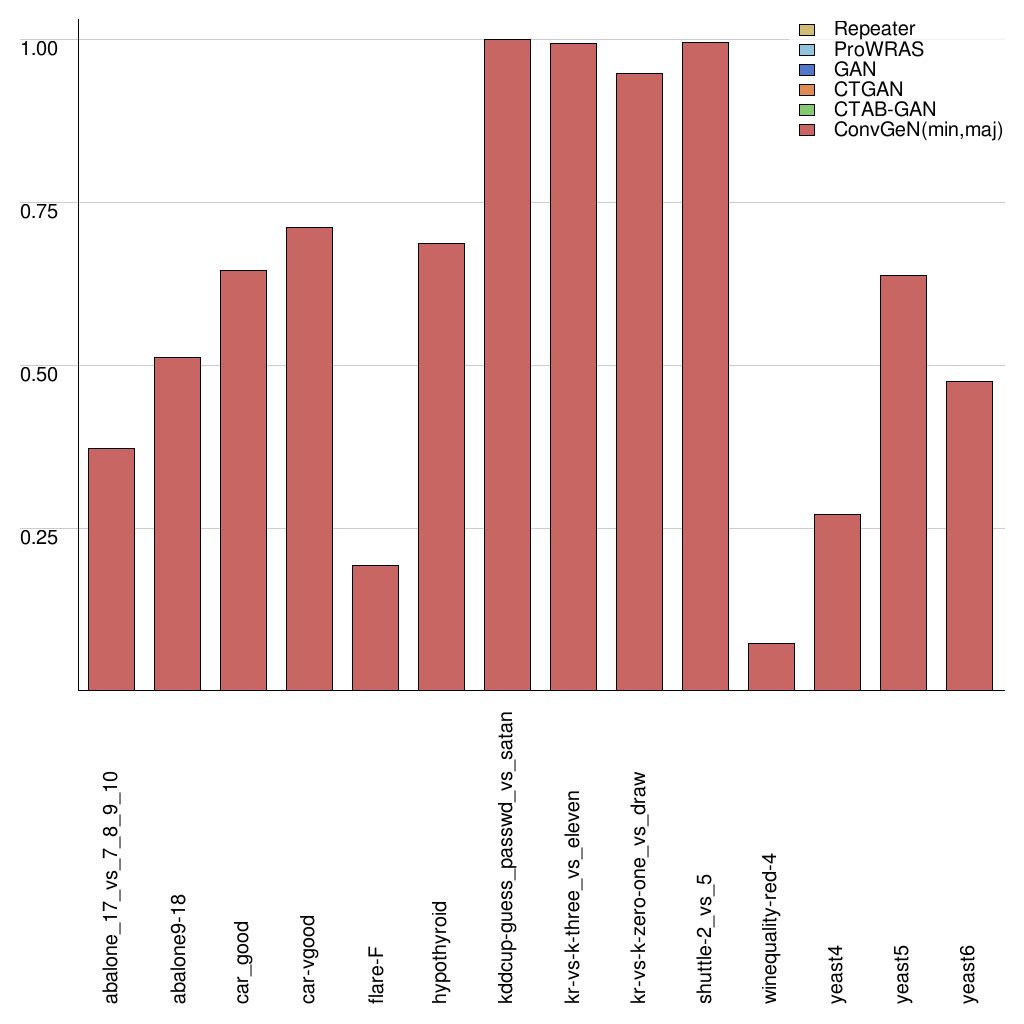 1.00
0.75
0.50
0.25
Repeater
ProWRAS
GAN
CTGAN
CTAB-GAN
ConvGeN(min,maj)
abalone_17_vs_7_8_9_10
abalone9-18
car_good
car-vgood
flare-F
hypothyroid
kddcup-guess_passwd_vs_satan
kr-vs-k-three_vs_eleven
kr-vs-k-zero-one_vs_draw
shuttle-2_vs_5
winequality-red-4
yeast4
yeast5
yeast6